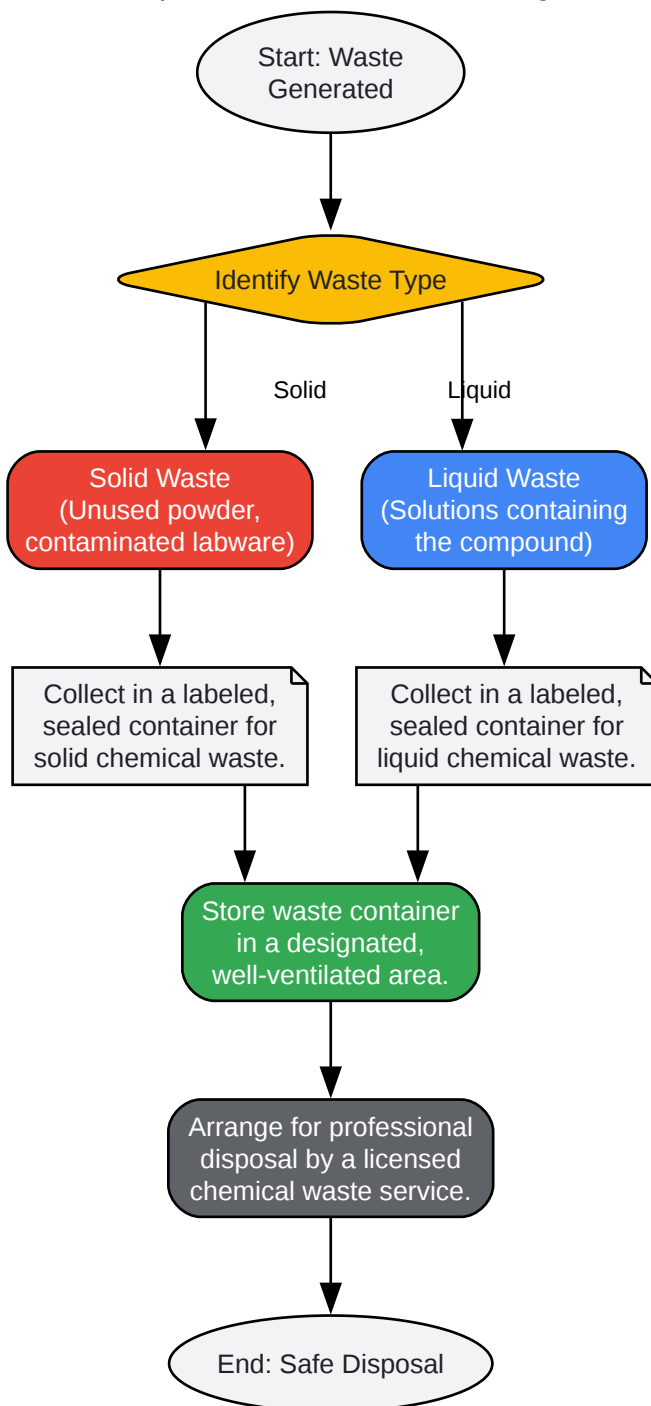 Start: Waste
Generated
Identify Waste Type
Solid
Liquid
Solid Waste
(Unused powder,
contaminated labware)
Liquid Waste
(Solutions containing
the compound)
Collect in a labeled,
sealed container for
solid chemical waste.
Collect in a labeled,
sealed container for
liquid chemical waste.
Store waste container
in a designated,
well-ventilated area.
Arrange for professional
disposal by a licensed
chemical waste service.
End: Safe Disposal